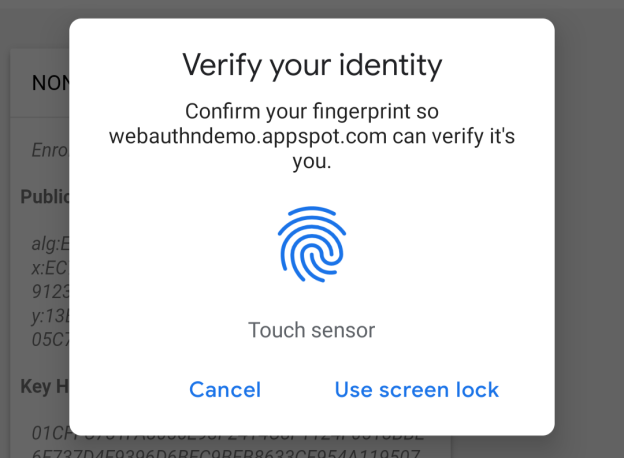 Verify your identity
Confirm your fingerprint so
webauthndemo.appspot.com can verify it's
you.
Touch sensor
Cancel Use screen lock
NON
Enro
Public
alg:E
x:EC
9123
y:13
05C7
Key H